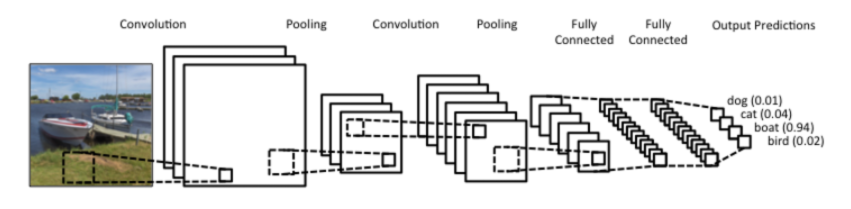 Convolution Pooling Convolution Pooling Fully Connected Fully Connected Output Predictions
dog (0.01)
cat (0.04)
boat (0.94)
bird (0.02)